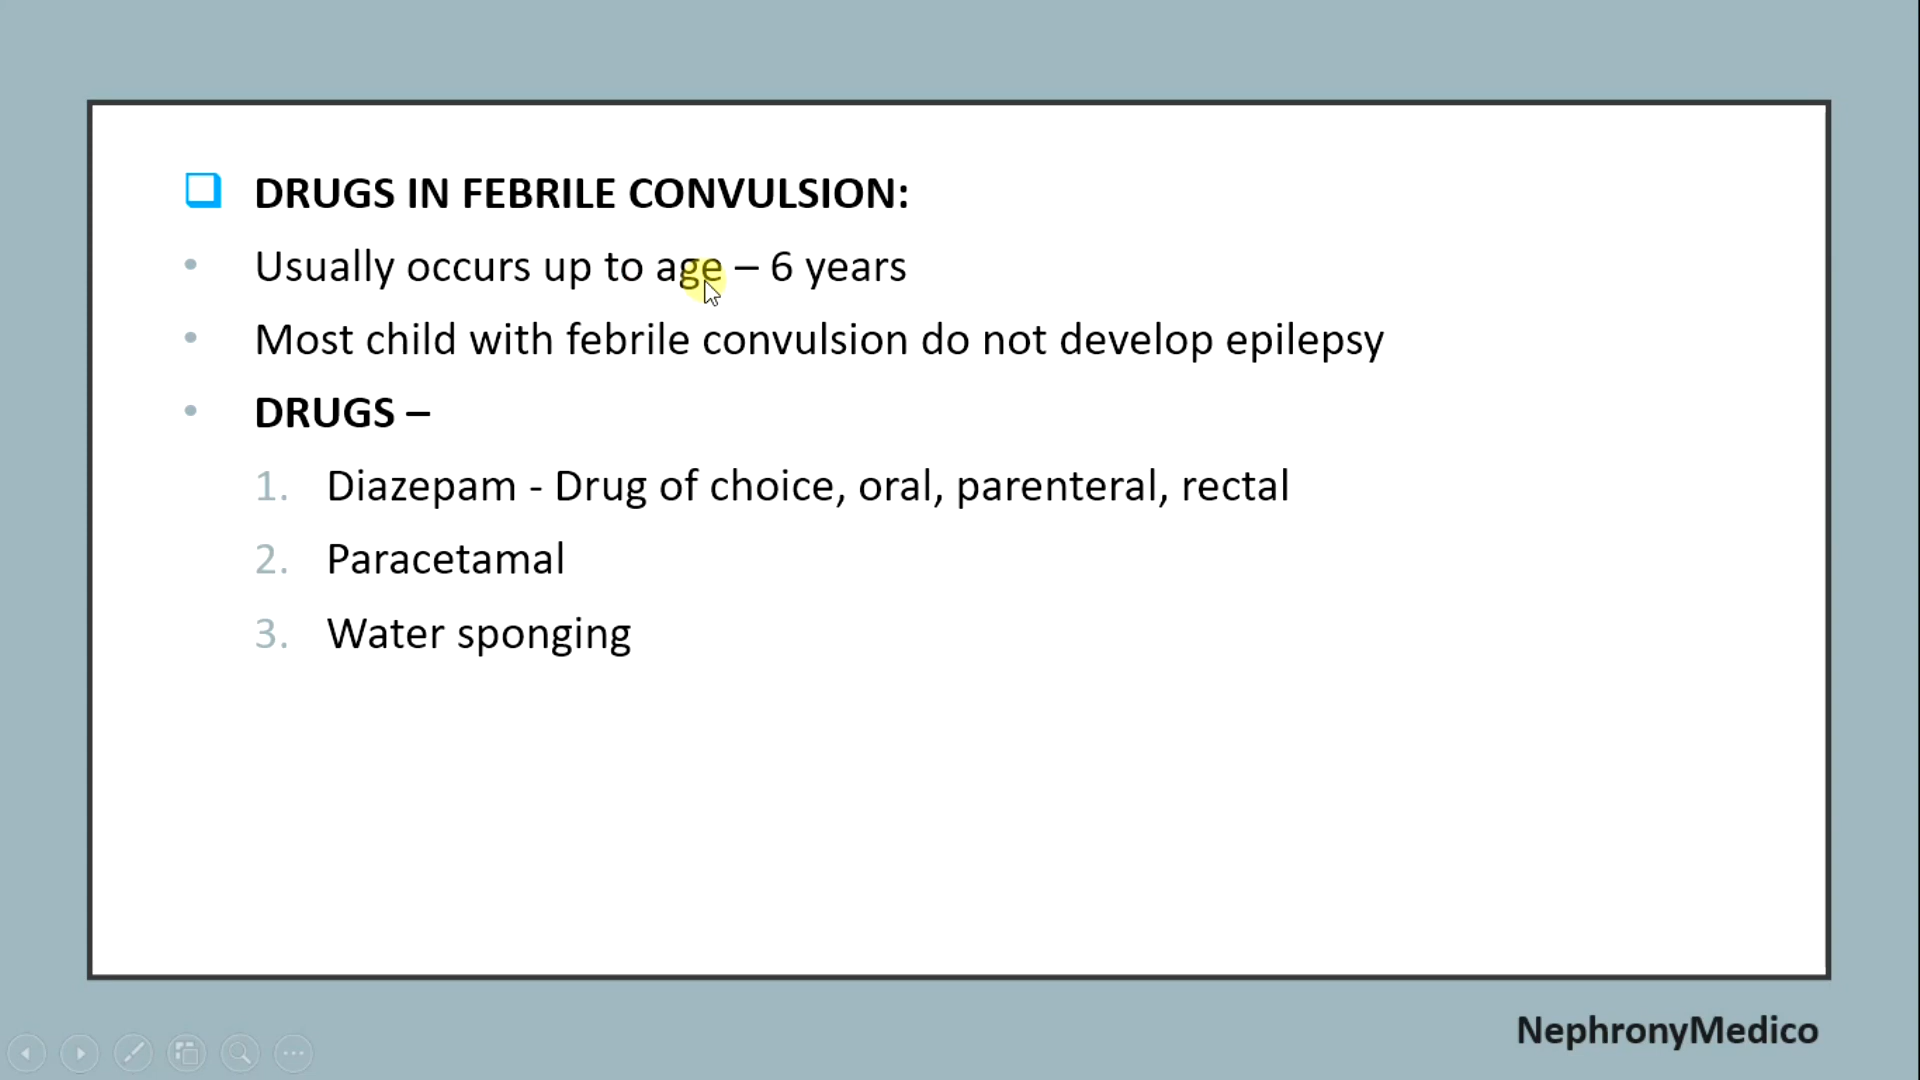 DRUGS IN FEBRILE CONVULSION:
• Usually occurs up to age – 6 years
• Most child with febrile convulsion do not develop epilepsy
• DRUGS –
1. Diazepam - Drug of choice, oral, parenteral, rectal
2. Paracetamal
3. Water sponging
NephronyMedico